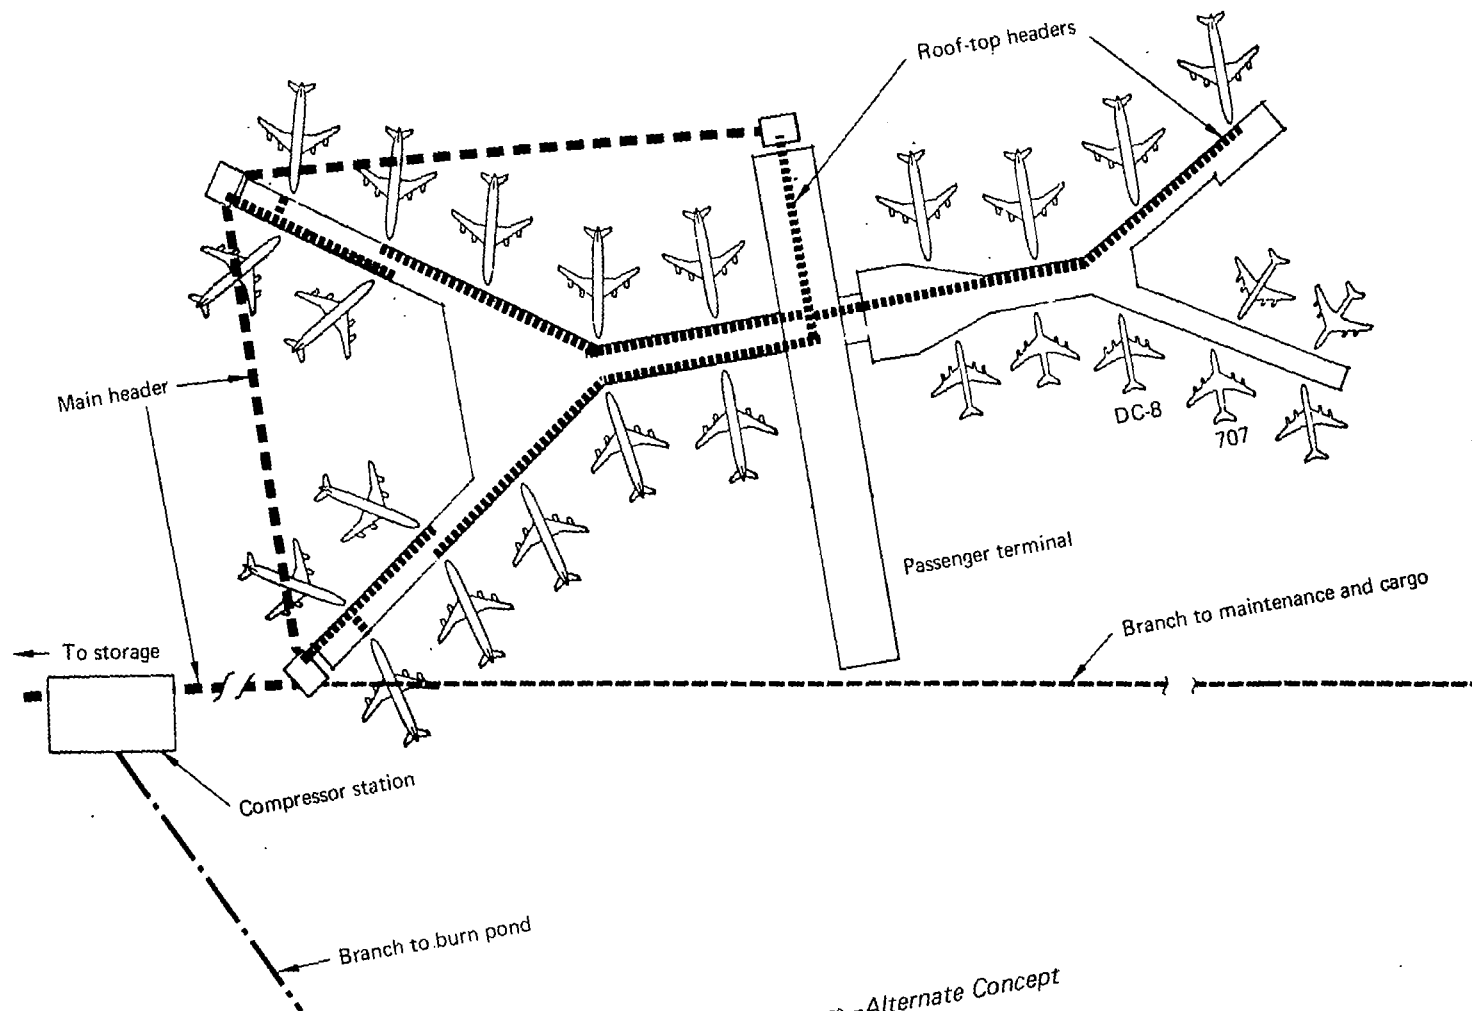 Roof-top headers
Main header
DC-8
707
Passenger terminal
Branch to maintenance and cargo
To storage
Compressor station
Branch to burn pond
-Alternate Concept